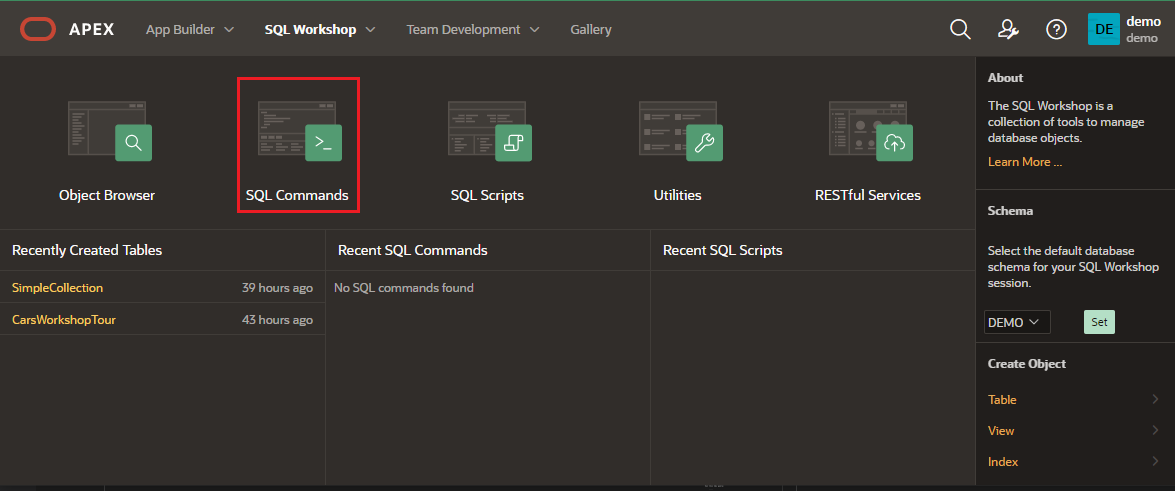 APEX App Builder SQL Workshop Team Development Gallery DE demo
demo
Object Browser SQL Commands SQL Scripts Utilities RESTful Services
Recently Created Tables
SimpleCollection 39 hours ago
CarsWorkshopTour 43 hours ago
Recent SQL Commands
No SQL commands found
Recent SQL Scripts
About
The SQL Workshop is a
collection of tools to manage
database objects.
Learn More ...
Schema
Select the default database
schema for your SQL Workshop
session.
DEMO Set
Create Object
Table
View
Index